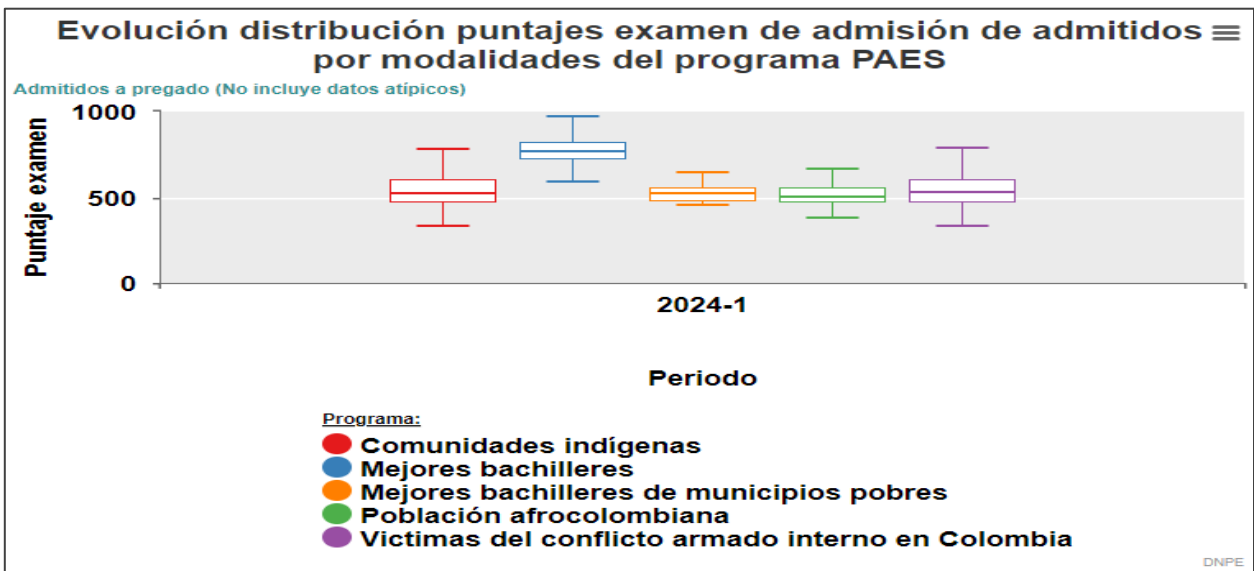 Evolución distribución puntajes examen de admisión de admitidos
por modalidades del programa PAES
Admitidos a pregado (No incluye datos atípicos)
1000
500
0
Puntaje examen
2024-1
Periodo
Programa:
Comunidades indígenas
Mejores bachilleres
Mejores bachilleres de municipios pobres
Población afrocolombiana
Victimas del conflicto armado interno en Colombia
DNPE